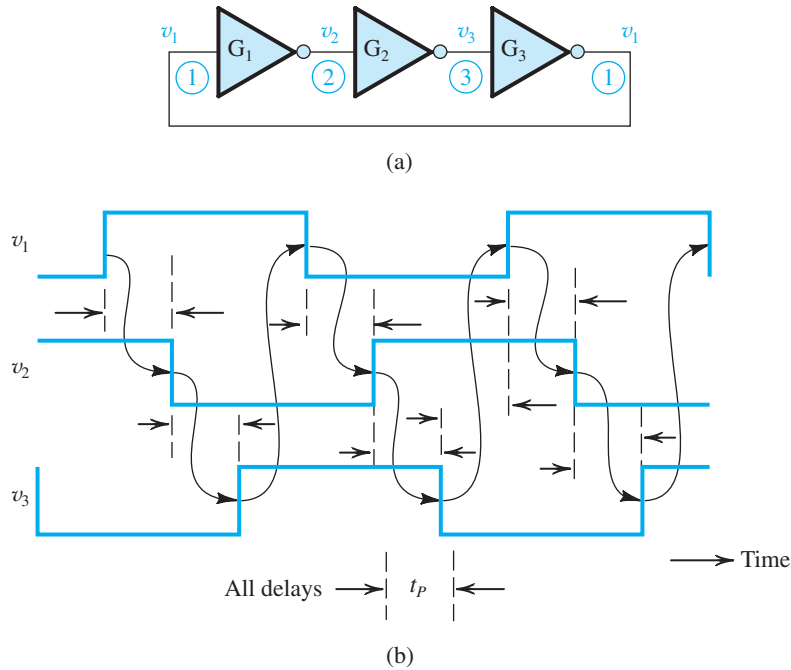 v1 G1 v2 G2 v3 G3 v1
1 2 3 1
(a)
v1
v2
v3
Time
All delays tP
(b)